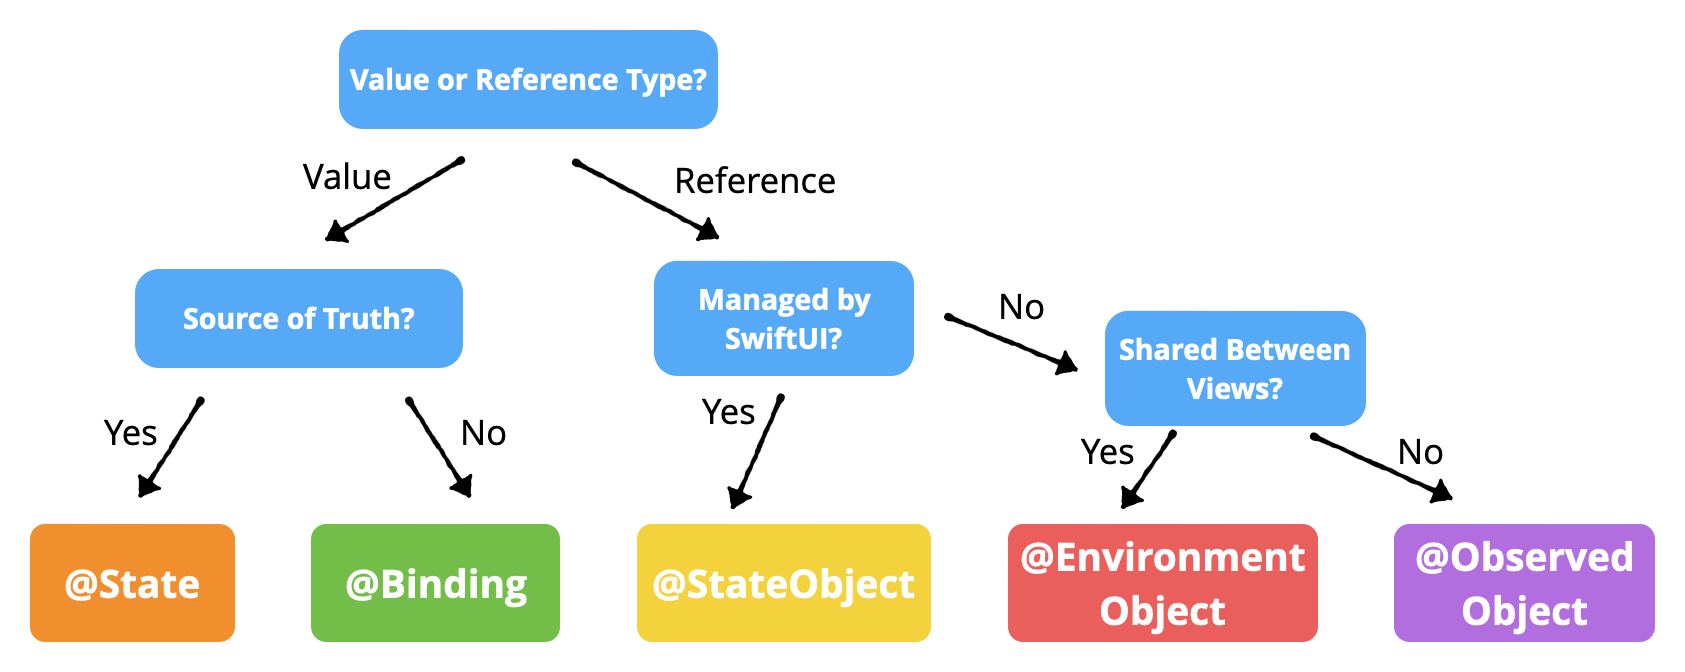 Value or Reference Type?
Value
Reference
Source of Truth?
Managed by
SwiftUI?
No
Shared Between
Views?
Yes
No
Yes
Yes
No
@State
@Binding
@StateObject
@Environment
Object
@Observed
Object